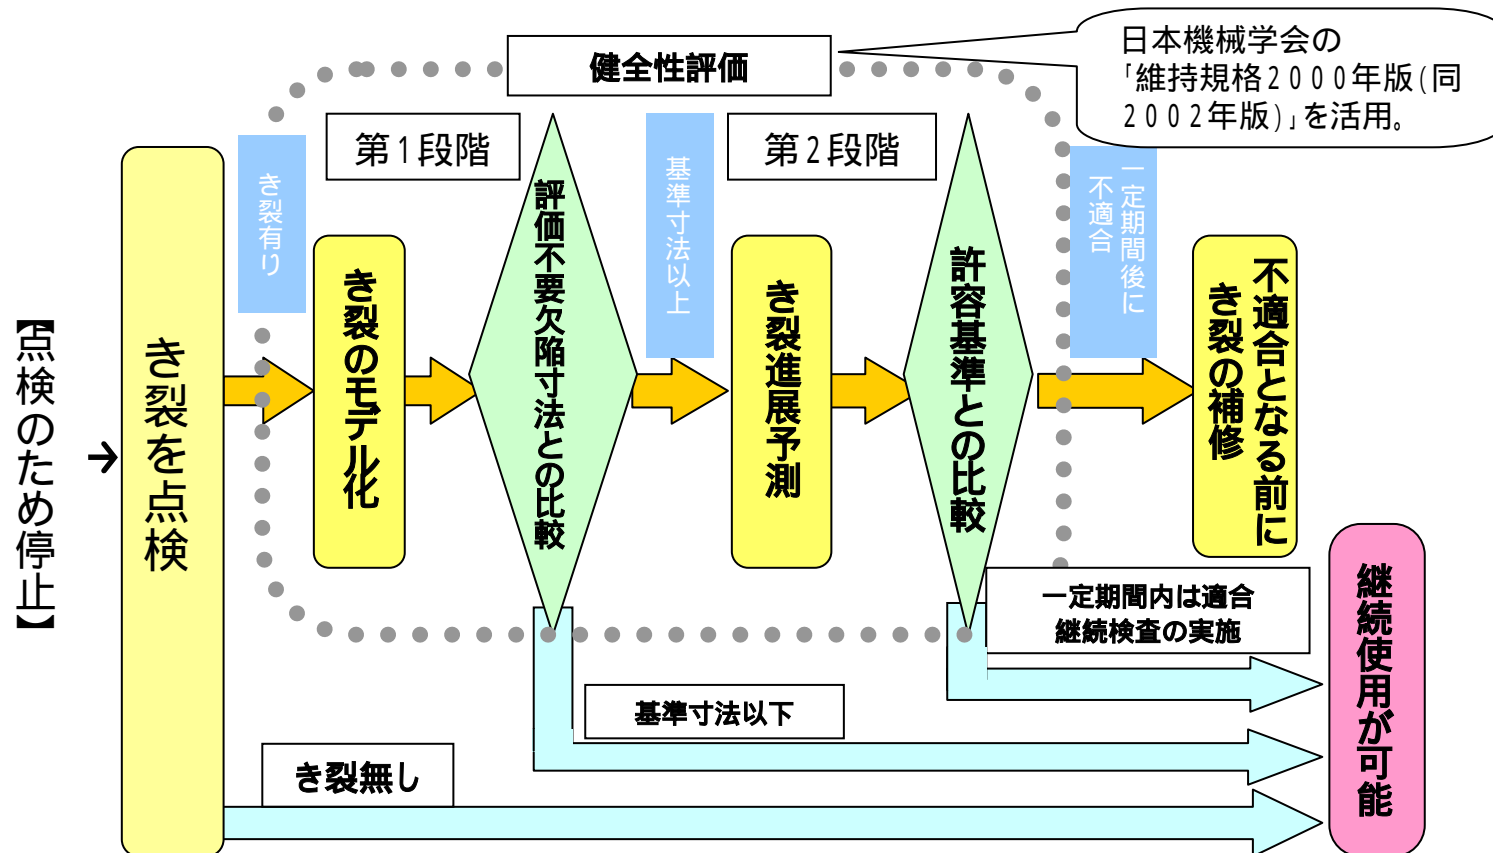 健全性評価
日本機械学会の
「維持規格2000年版(同
2002年版)」を活用。
第1段階
第2段階
【点検のため停止】
→
き裂を点検
き裂有り
き裂のモデル化
評価不要欠陥寸法との比較
基準寸法以上
き裂進展予測
許容基準との比較
一定期間後に
不適合
不適合となる前に
き裂の補修
一定期間内は適合
継続検査の実施
基準寸法以下
き裂無し
継続使用が可能